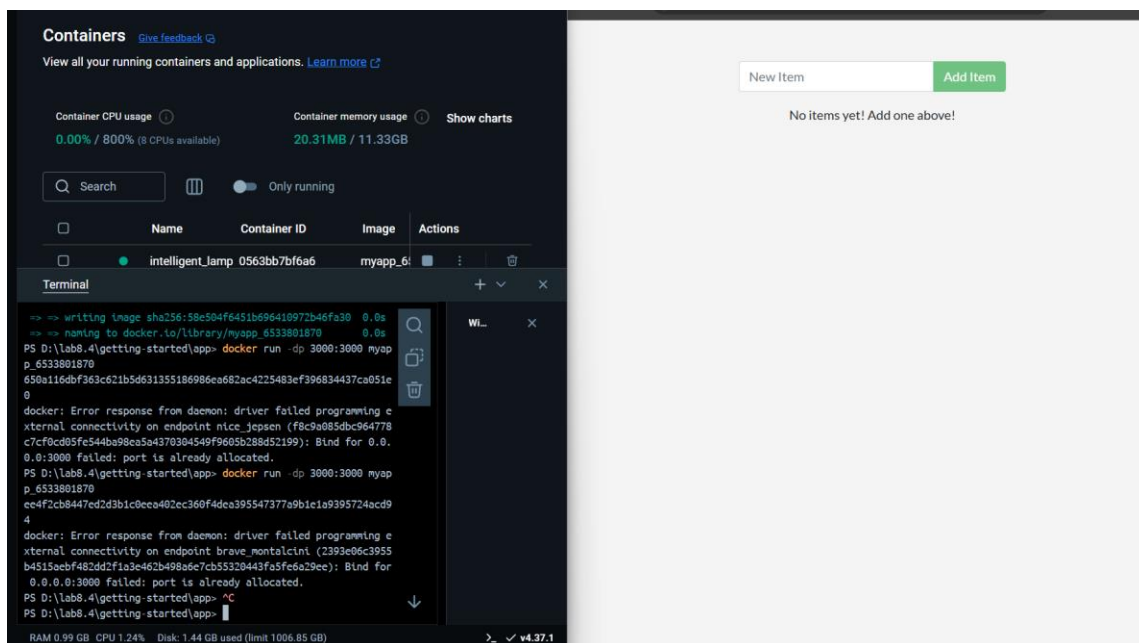 Containers Give feedback
View all your running containers and applications. Learn more
Container CPU usage
0.00% / 800% (8 CPUs available)
Container memory usage
20.31MB / 11.33GB
Show charts
Search
Only running
Name Container ID Image Actions
intelligent_lamp 0563bb7bf6a6 myapp_6
Terminal
Wi...
=> => writing image sha256:58e504f6451b696410972b46fa30 0.0s
=> => naming to docker.io/library/myapp_6533801870 0.0s
PS D:\lab8.4\getting-started\app> docker run -dp 3000:3000 myap
p_6533801870
650a116dbf363c621b5d631355186986ea682ac4225483ef396834437ca051e
0
docker: Error response from daemon: driver failed programming e
xternal connectivity on endpoint nice_jepsen (f8c9a085dbc964778
c7cf0cd05fe544ba98ea5a4370304549f9605b288d52199): Bind for 0.0.
0.0:3000 failed: port is already allocated.
PS D:\lab8.4\getting-started\app> docker run -dp 3000:3000 myap
p_6533801870
ee4f2cb8447ed2d3b1c0eea402ec360f4dea395547377a9b1e1a9395724acd9
4
docker: Error response from daemon: driver failed programming e
xternal connectivity on endpoint brave_montalcini (2393e06c3955
b4515aebf482dd2f1a3e462b498a6e7cb55320443fa5fe6a29ee): Bind for
0.0.0.0:3000 failed: port is already allocated.
PS D:\lab8.4\getting-started\app> ^C
PS D:\lab8.4\getting-started\app>
RAM 0.99 GB CPU 1.24% Disk: 1.44 GB used (limit 1006.85 GB)
v4.37.1
New Item
Add Item
No items yet! Add one above!